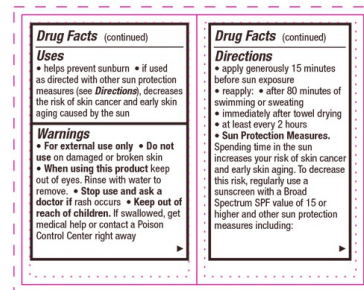 Drug Facts (continued)
Uses
• helps prevent sunburn • if used
as directed with other sun protection
measures (see Directions), decreases
the risk of skin cancer and early skin
aging caused by the sun
Warnings
• For external use only • Do not
use on damaged or broken skin
• When using this product keep
out of eyes. Rinse with water to
remove. • Stop use and ask a
doctor if rash occurs • Keep out of
reach of children. If swallowed, get
medical help or contact a Poison
Control Center right away
Drug Facts (continued)
Directions
• apply generously 15 minutes
before sun exposure
• reapply: • after 80 minutes of
swimming or sweating
• immediately after towel drying
• at least every 2 hours
• Sun Protection Measures.
Spending time in the sun
increases your risk of skin cancer
and early skin aging. To decrease
this risk, regularly use a
sunscreen with a Broad
Spectrum SPF value of 15 or
higher and other sun protection
measures including: